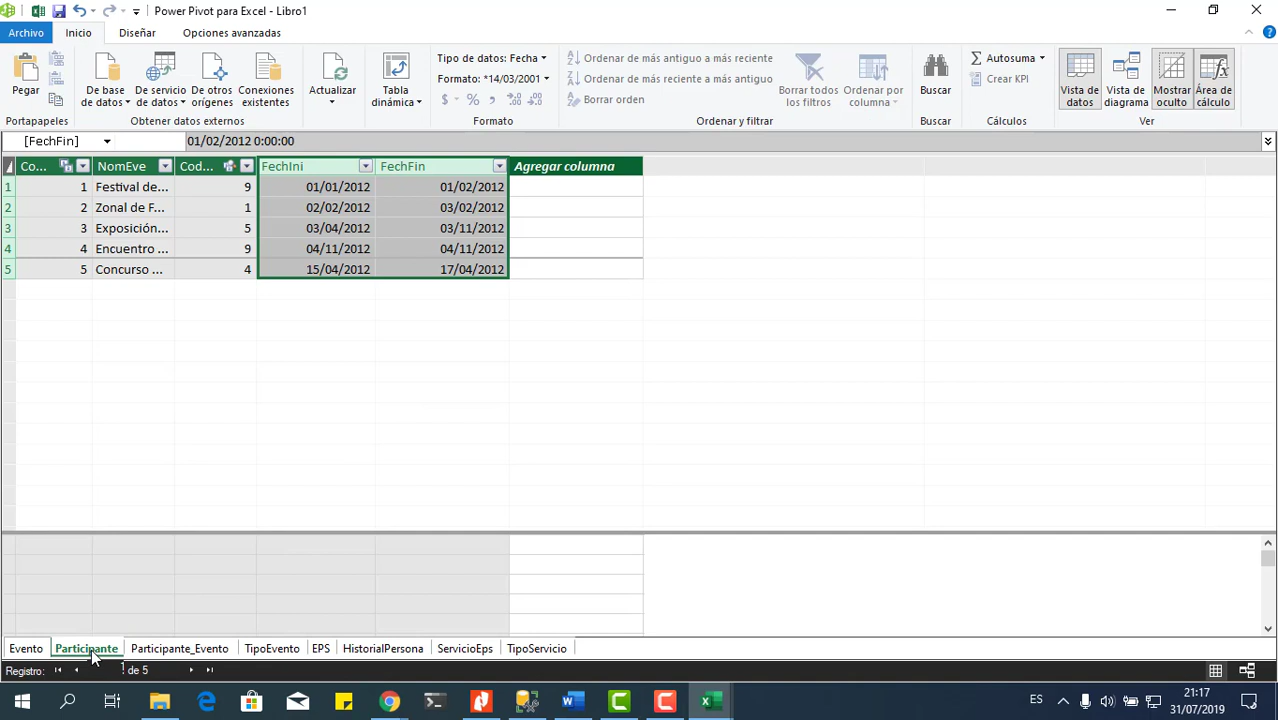 Power Pivot para Excel - Libro1
Archivo Inicio Diseñar Opciones avanzadas
Pegar
De base de datos
De servicio de datos
De otros orígenes
Conexiones existentes
Actualizar
Tabla dinámica
Tipo de datos: Fecha
Formato: *14/03/2001
$ % ,
Ordenar de más antiguo a más reciente
Ordenar de más reciente a más antiguo
Borrar orden
Borrar todos los filtros
Ordenar por columna
Buscar
Autosuma
Crear KPI
Vista de datos
Vista de diagrama
Mostrar oculto
Área de cálculo
Portapapeles Obtener datos externos Formato Ordenar y filtrar Buscar Cálculos Ver
[FechFin] 01/02/2012 0:00:00
Co... NomEve Cod... FechIni FechFin Agregar columna
1 1 Festival de... 9 01/01/2012 01/02/2012
2 2 Zonal de F... 1 02/02/2012 03/02/2012
3 3 Exposición... 5 03/04/2012 03/11/2012
4 4 Encuentro ... 9 04/11/2012 04/11/2012
5 5 Concurso ... 4 15/04/2012 17/04/2012
Evento Participante Participante_Evento TipoEvento EPS HistorialPersona ServicioEps TipoServicio
Registro: 1 de 5
ES
21:17
31/07/2019